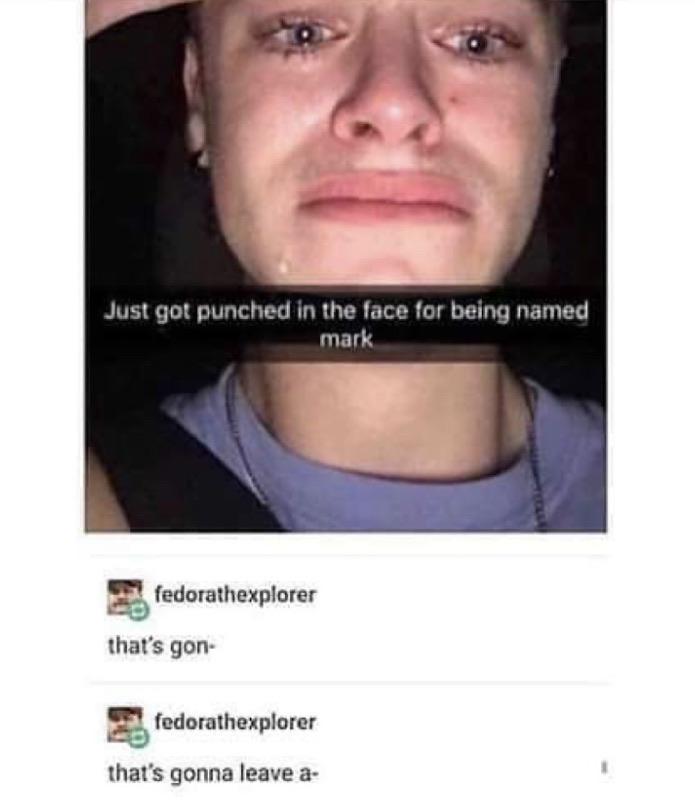 Just got punched in the face for being named
mark
fedorathexplorer
that's gon-
fedorathexplorer
that's gonna leave a-